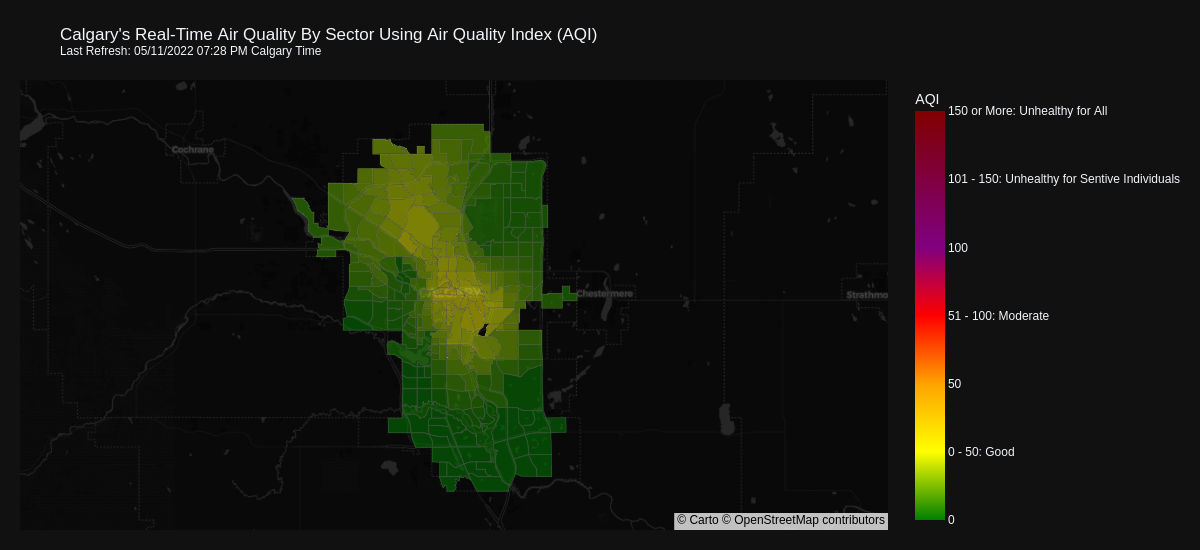 Calgary's Real-Time Air Quality By Sector Using Air Quality Index (AQI)
Last Refresh: 05/11/2022 07:28 PM Calgary Time
AQI
150 or More: Unhealthy for All
101 - 150: Unhealthy for Sentive Individuals
100
51 - 100: Moderate
50
0 - 50: Good
0
Cochrane
Chestermere
Strathmo
© Carto © OpenStreetMap contributors